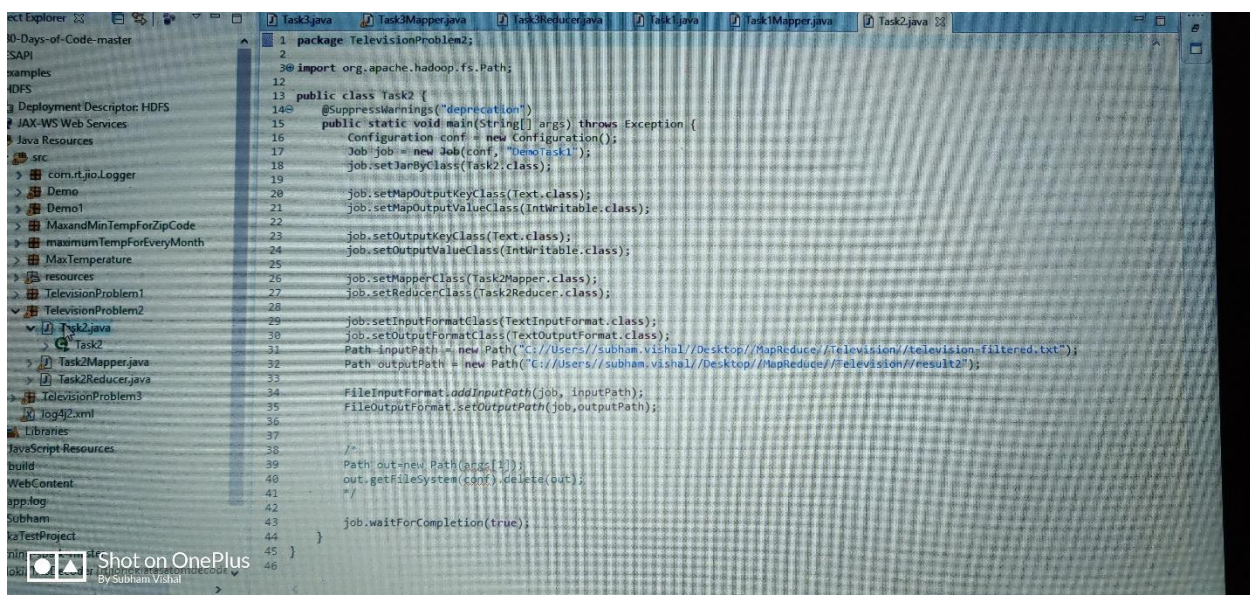 ect Explorer
0-Days-of-Code-master
ESAPI
examples
HDFS
Deployment Descriptor: HDFS
JAX-WS Web Services
Java Resources
src
com.rt.jio.Logger
Demo
Demo1
MaxandMinTempForZipCode
maximumTempForEveryMonth
MaxTemperature
resources
TelevisionProblem1
TelevisionProblem2
Task2.java
Task2
Task2Mapper.java
Task2Reducer.java
TelevisionProblem3
log4j2.xml
Libraries
JavaScript Resources
build
WebContent
app.log
Subham
kaTestProject
Task3.java Task3Mapper.java Task3Reducer.java Task1.java Task1Mapper.java Task2.java
1 package TelevisionProblem2;
2
3 import org.apache.hadoop.fs.Path;
12
13 public class Task2 {
14 @SuppressWarnings("deprecation")
15 public static void main(String[] args) throws Exception {
16 Configuration conf = new Configuration();
17 Job job = new Job(conf, "DemoTask1");
18 job.setJarByClass(Task2.class);
19
20 job.setMapOutputKeyClass(Text.class);
21 job.setMapOutputValueClass(IntWritable.class);
22
23 job.setOutputKeyClass(Text.class);
24 job.setOutputValueClass(IntWritable.class);
25
26 job.setMapperClass(Task2Mapper.class);
27 job.setReducerClass(Task2Reducer.class);
28
29 job.setInputFormatClass(TextInputFormat.class);
30 job.setOutputFormatClass(TextOutputFormat.class);
31 Path inputPath = new Path("C://Users//subham.vishal//Desktop//MapReduce//Television//television-filtered.txt");
32 Path outputPath = new Path("C://Users//subham.vishal//Desktop//MapReduce//Television//result2");
33
34 FileInputFormat.addInputPath(job, inputPath);
35 FileOutputFormat.setOutputPath(job,outputPath);
36
37
38 /*
39 Path out=new Path(args[1]);
40 out.getFileSystem(conf).delete(out);
41 */
42
43 job.waitForCompletion(true);
44 }
45 }
46
Shot on OnePlus
By Subham Vishal